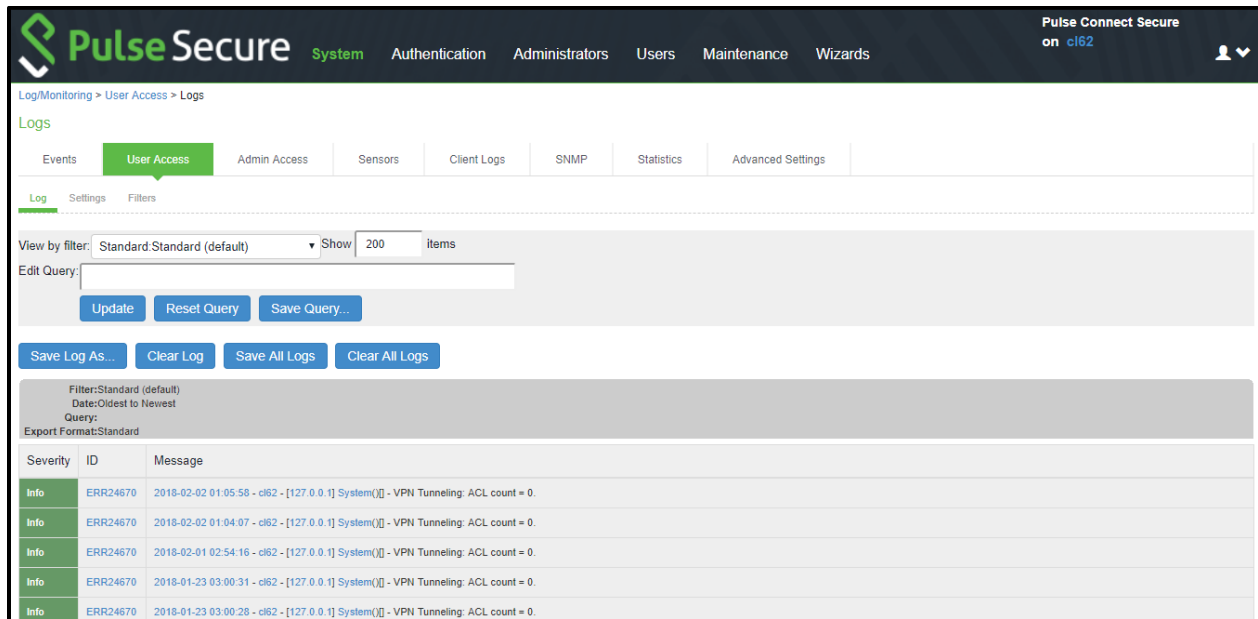 Pulse Secure System Authentication Administrators Users Maintenance Wizards
Pulse Connect Secure
on cl62
Log/Monitoring > User Access > Logs
Logs
Events User Access Admin Access Sensors Client Logs SNMP Statistics Advanced Settings
Log Settings Filters
View by filter: Standard:Standard (default) Show 200 items
Edit Query:
Update Reset Query Save Query...
Save Log As... Clear Log Save All Logs Clear All Logs
Filter:Standard (default)
Date:Oldest to Newest
Query:
Export Format:Standard
Severity ID Message
Info ERR24670 2018-02-02 01:05:58 - cl62 - [127.0.0.1] System()[] - VPN Tunneling: ACL count = 0.
Info ERR24670 2018-02-02 01:04:07 - cl62 - [127.0.0.1] System()[] - VPN Tunneling: ACL count = 0.
Info ERR24670 2018-02-01 02:54:16 - cl62 - [127.0.0.1] System()[] - VPN Tunneling: ACL count = 0.
Info ERR24670 2018-01-23 03:00:31 - cl62 - [127.0.0.1] System()[] - VPN Tunneling: ACL count = 0.
Info ERR24670 2018-01-23 03:00:28 - cl62 - [127.0.0.1] System()[] - VPN Tunneling: ACL count = 0.